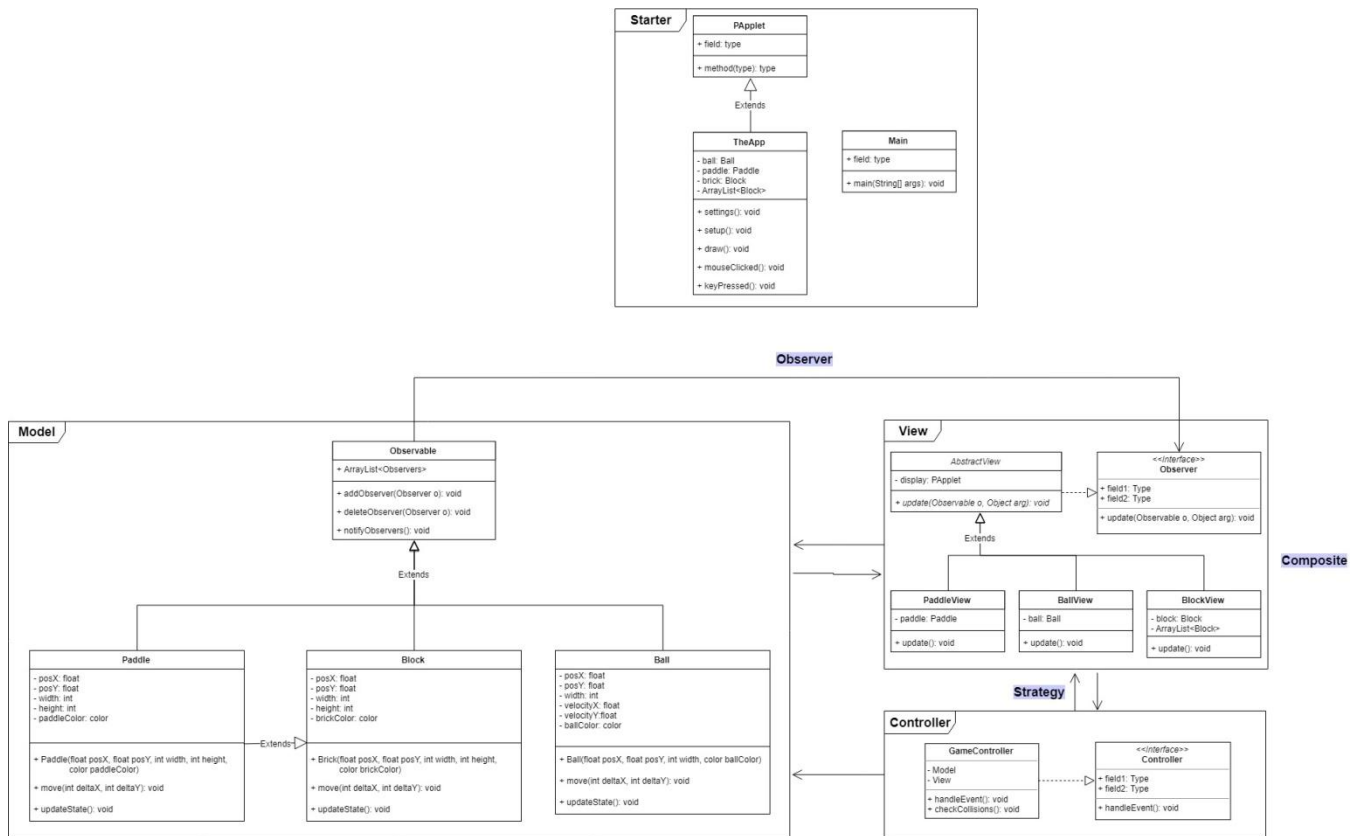 Starter
PApplet
+ field: type
+ method(type): type
Extends
TheApp
- ball: Ball
- paddle: Paddle
- brick: Block
- ArrayList<Block>
+ settings(): void
+ setup(): void
+ draw(): void
+ mouseClicked(): void
+ keyPressed(): void
Main
+ field: type
+ main(String[] args): void
Observer
Model
Observable
+ ArrayList<Observers>
+ addObserver(Observer o): void
+ deleteObserver(Observer o): void
+ notifyObservers(): void
Extends
Paddle
- posX: float
- posY: float
- width: int
- height: int
- paddleColor: color
+ Paddle(float posX, float posY, int width, int height,
color paddleColor)
+ move(int deltaX, int deltaY): void
+ updateState(): void
Extends
Block
- posX: float
- posY: float
- width: int
- height: int
- brickColor: color
+ Brick(float posX, float posY, int width, int height,
color brickColor)
+ move(int deltaX, int deltaY): void
+ updateState(): void
Ball
- posX: float
- posY: float
- width: int
- velocityX: float
- velocityY:float
- ballColor: color
+ Ball(float posX, float posY, int width, color ballColor)
+ move(int deltaX, int deltaY): void
+ updateState(): void
View
AbstractView
- display: PApplet
+ update(Observable o, Object arg): void
<<Interface>>
Observer
+ field1: Type
+ field2: Type
+ update(Observable o, Object arg): void
Extends
PaddleView
- paddle: Paddle
+ update(): void
BallView
- ball: Ball
+ update(): void
BlockView
- block: Block
- ArrayList<Block>
+ update(): void
Composite
Strategy
Controller
GameController
- Model
- View
+ handleEvent(): void
+ checkCollisions(): void
<<Interface>>
Controller
+ field1: Type
+ field2: Type
+ handleEvent(): void